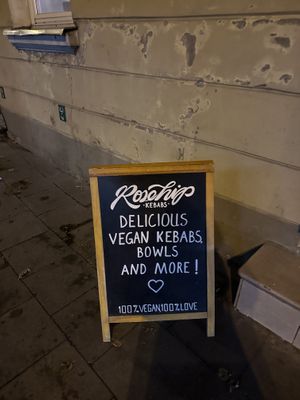 Rosehip
·KEBABS·
DELICIOUS
VEGAN KEBABS,
BOWLS
AND MORE!
100% VEGAN 100% LOVE